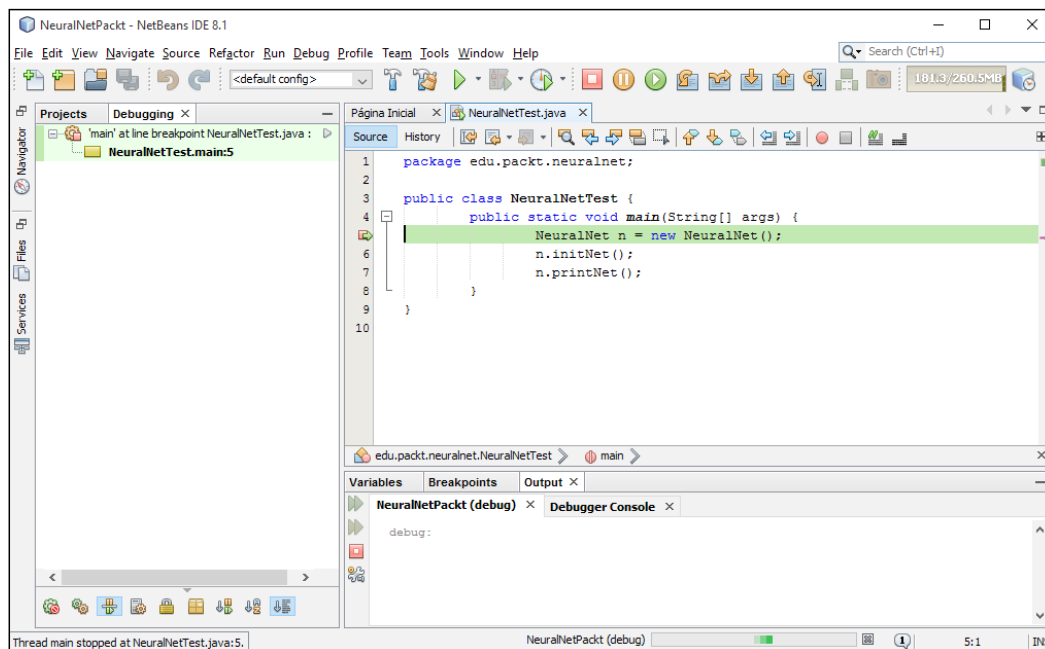 NeuralNetPackt - NetBeans IDE 8.1
File Edit View Navigate Source Refactor Run Debug Profile Team Tools Window Help
Search (Ctrl+I)
<default config>
181.3/260.5MB
Projects Debugging
'main' at line breakpoint NeuralNetTest.java :
NeuralNetTest.main:5
Navigator
Files
Services
Página Inicial NeuralNetTest.java
Source History
1 package edu.packt.neuralnet;
2
3 public class NeuralNetTest {
4 public static void main(String[] args) {
NeuralNet n = new NeuralNet();
6 n.initNet();
7 n.printNet();
8 }
9 }
10
edu.packt.neuralnet.NeuralNetTest main
Variables Breakpoints Output
NeuralNetPackt (debug) Debugger Console
debug:
Thread main stopped at NeuralNetTest.java:5.
NeuralNetPackt (debug)
1
5:1
IN